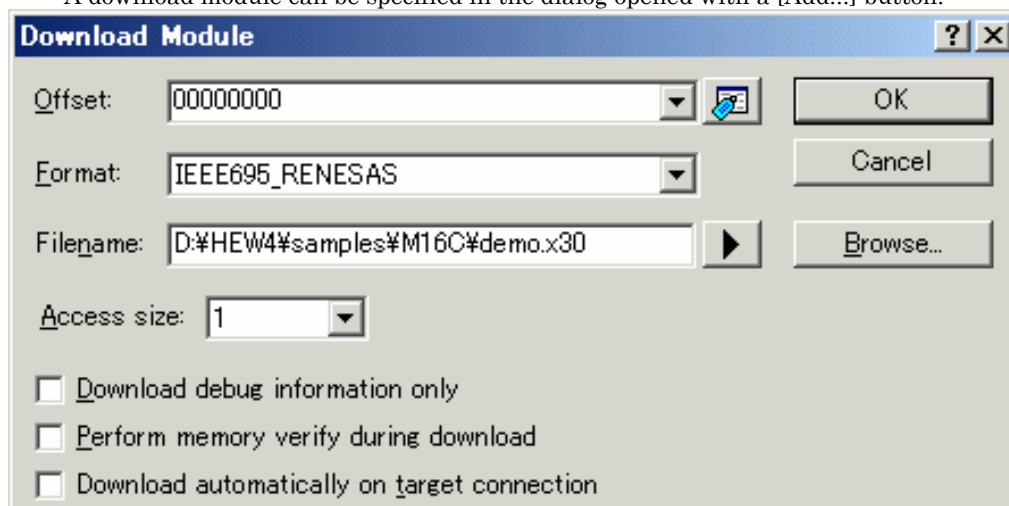 A download module can be specified in the dialog opened with a [Add...] button.
Download Module
Offset: 00000000 OK
Format: IEEE695_RENESAS Cancel
Filename: D:¥HEW4¥samples¥M16C¥demo.x30 Browse...
Access size: 1
Download debug information only
Perform memory verify during download
Download automatically on target connection